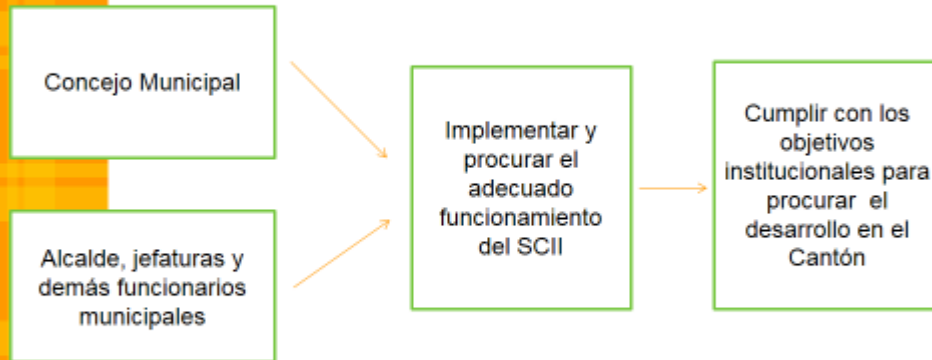 Concejo Municipal
Alcalde, jefaturas y
demás funcionarios
municipales
Implementar y
procurar el
adecuado
funcionamiento
del SCII
Cumplir con los
objetivos
institucionales para
procurar el
desarrollo en el
Cantón